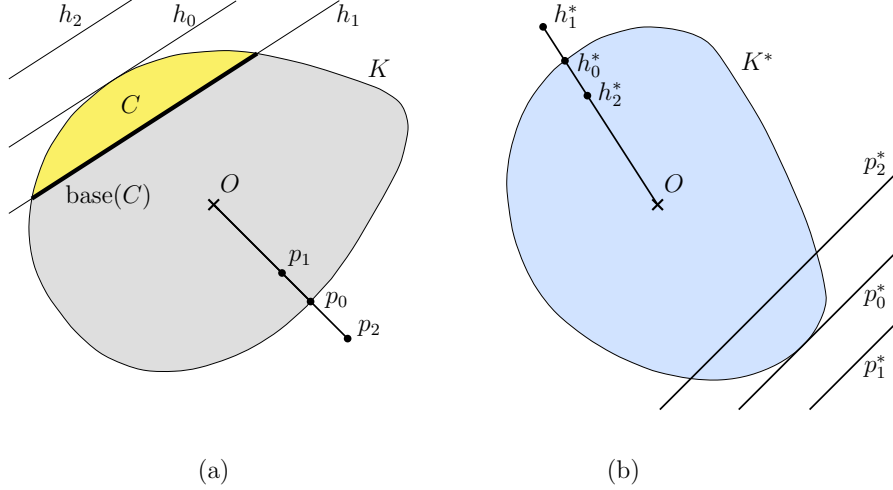 h₂ h₀ h₁
K
C
base(C)
O
p₁
p₀
p₂
(a)
h₁*
h₀*
h₂*
K*
O
p₂*
p₀*
p₁*
(b)